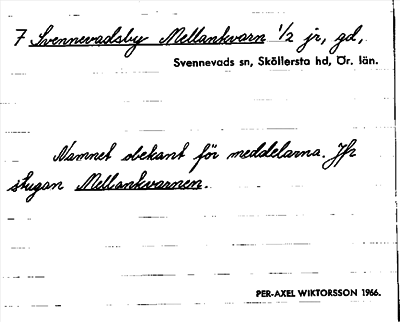 7 Svennevadsby Mellankvarn 1/2 jr, gd,
Svennevads sn, Sköllersta hd, Ör. län.
Namnet obekant för meddelarna. Jfr
stugan Mellankvarnen.
PER-AXEL WIKTORSSON 1966.